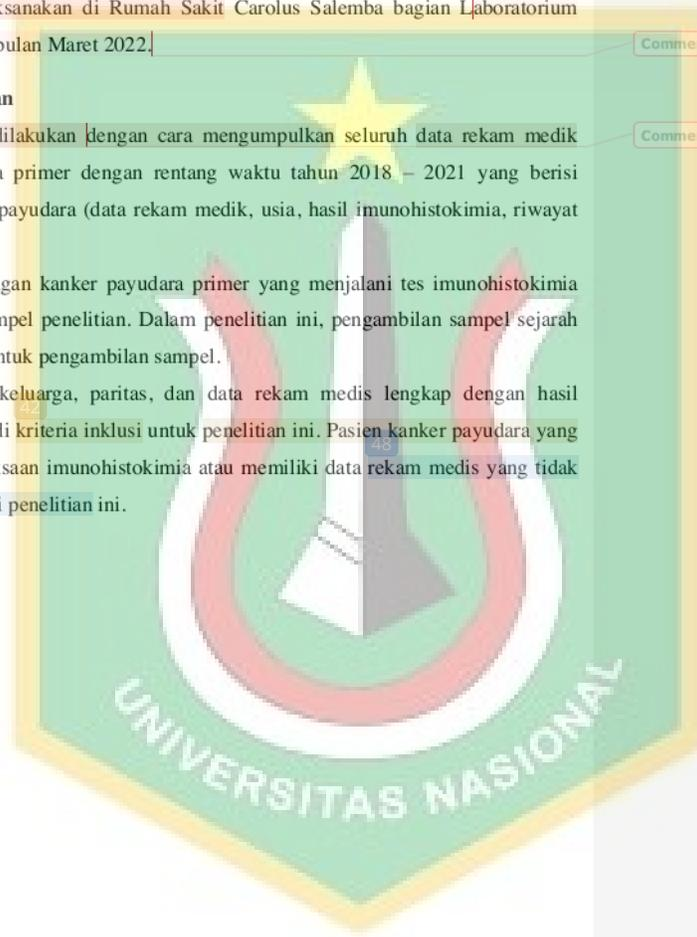 ksanakan di Rumah Sakit Carolus Salemba bagian Laboratorium
bulan Maret 2022.
Comme
an
dilakukan dengan cara mengumpulkan seluruh data rekam medik
Comme
a primer dengan rentang waktu tahun 2018 – 2021 yang berisi
payudara (data rekam medik, usia, hasil imunohistokimia, riwayat
gan kanker payudara primer yang menjalani tes imunohistokimia
mpel penelitian. Dalam penelitian ini, pengambilan sampel sejarah
ntuk pengambilan sampel.
keluarga, paritas, dan data rekam medis lengkap dengan hasil
42
di kriteria inklusi untuk penelitian ini. Pasien kanker payudara yang
48
saan imunohistokimia atau memiliki data rekam medis yang tidak
i penelitian ini.
UNIVERSITAS NASIONAL